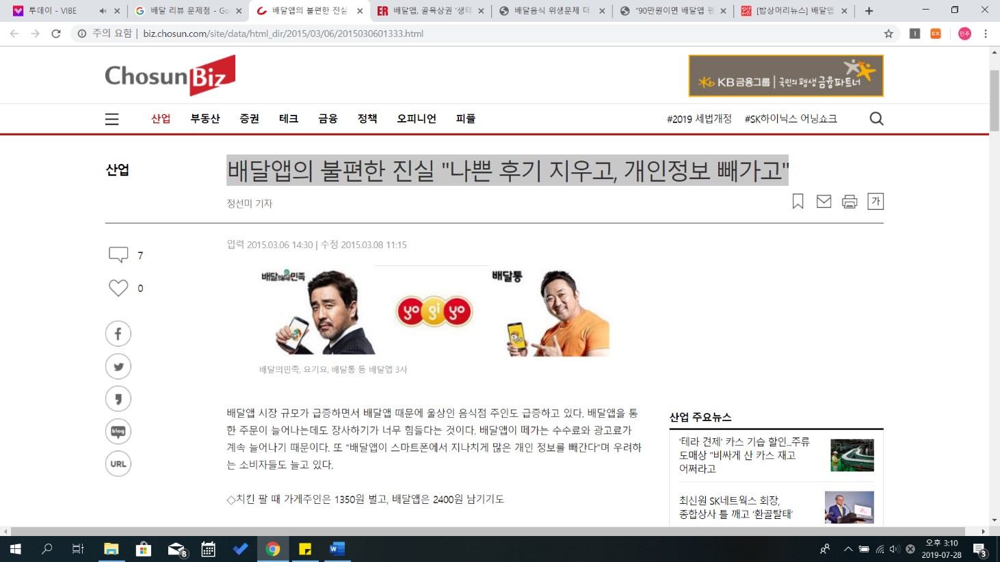 투데이 - VIBE
배달 리뷰 문제점 - Go
배달앱의 불편한 진실
배달앱, 골목상권 '생태
배달음식 위생문제 더
"90만원이면 배달앱 평
[밥상머리뉴스] 배달앱
주의 요함 | biz.chosun.com/site/data/html_dir/2015/03/06/2015030601333.html
EX
민주
ChosunBiz
KB 금융그룹 | 국민의 평생 금융파트너
산업 부동산 증권 테크 금융 정책 오피니언 피플 #2019 세법개정 #SK하이닉스 어닝쇼크
산업
배달앱의 불편한 진실 "나쁜 후기 지우고, 개인정보 빼가고"
정선미 기자
가
입력 2015.03.06 14:30 | 수정 2015.03.08 11:15
7
0
blog
URL
배달의민족
yo gi yo
배달통
배달의민족, 요기요, 배달통 등 배달앱 3사
배달앱 시장 규모가 급증하면서 배달앱 때문에 울상인 음식점 주인도 급증하고 있다. 배달앱을 통
한 주문이 늘어나는데도 장사하기가 너무 힘들다는 것이다. 배달앱이 떼가는 수수료와 광고료가
계속 늘어나기 때문이다. 또 "배달앱이 스마트폰에서 지나치게 많은 개인 정보를 빼간다"며 우려하
는 소비자들도 늘고 있다.
◇치킨 팔 때 가게주인은 1350원 벌고, 배달앱은 2400원 남기기도
산업 주요뉴스
'테라 견제' 카스 기습 할인…주류
도매상 "비싸게 산 카스 재고
어쩌라고
최신원 SK네트웍스 회장,
종합상사 틀 깨고 '환골탈태'
8
오후 3:10
2019-07-28
3